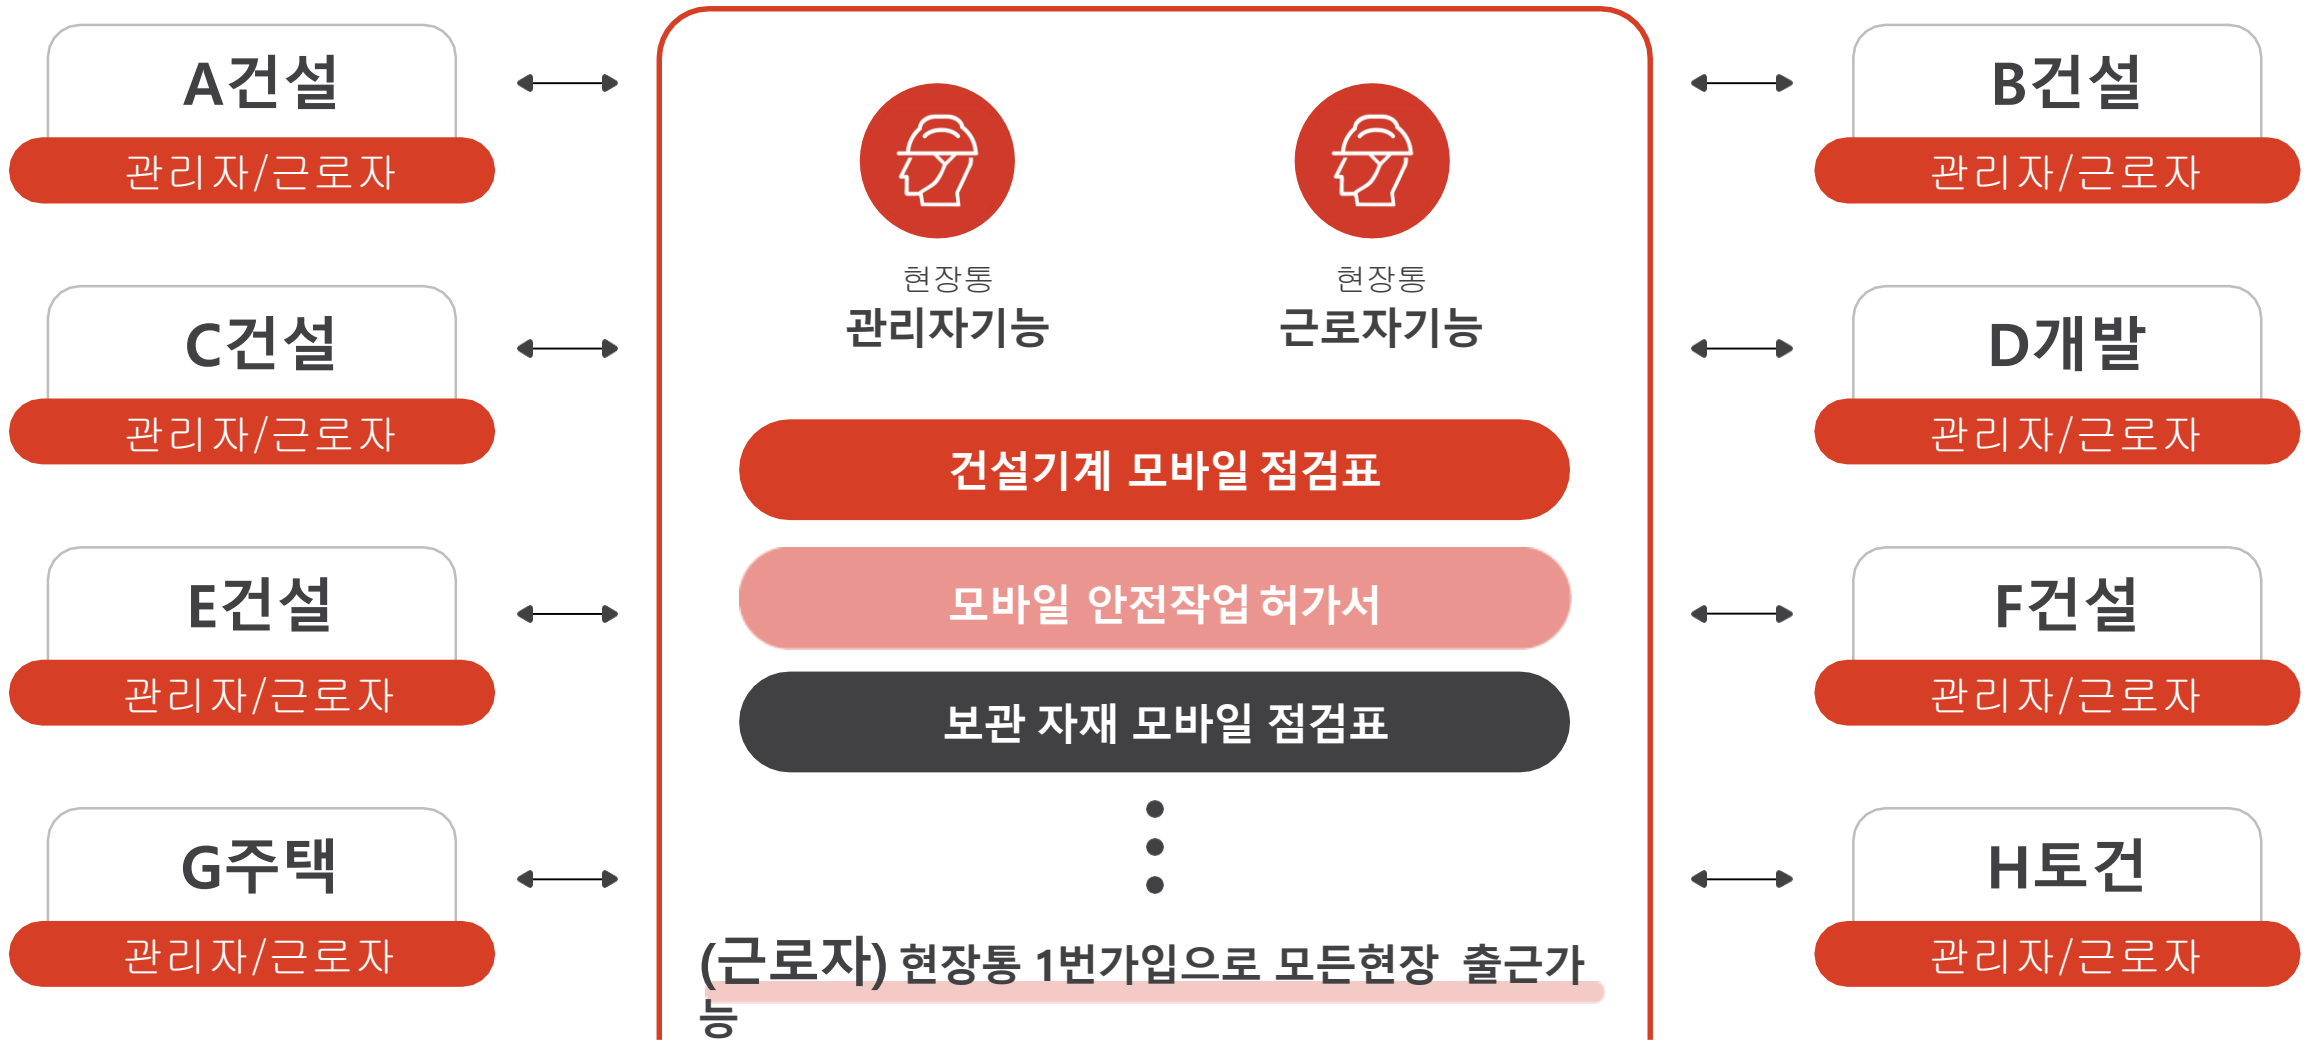 A건설
관리자/근로자
C건설
관리자/근로자
E건설
관리자/근로자
G주택
관리자/근로자
현장통
관리자기능
현장통
근로자기능
건설기계 모바일 점검표
모바일 안전작업 허가서
보관 자재 모바일 점검표
(근로자) 현장통 1번가입으로 모든현장 출근가
능
B건설
관리자/근로자
D개발
관리자/근로자
F건설
관리자/근로자
H토건
관리자/근로자